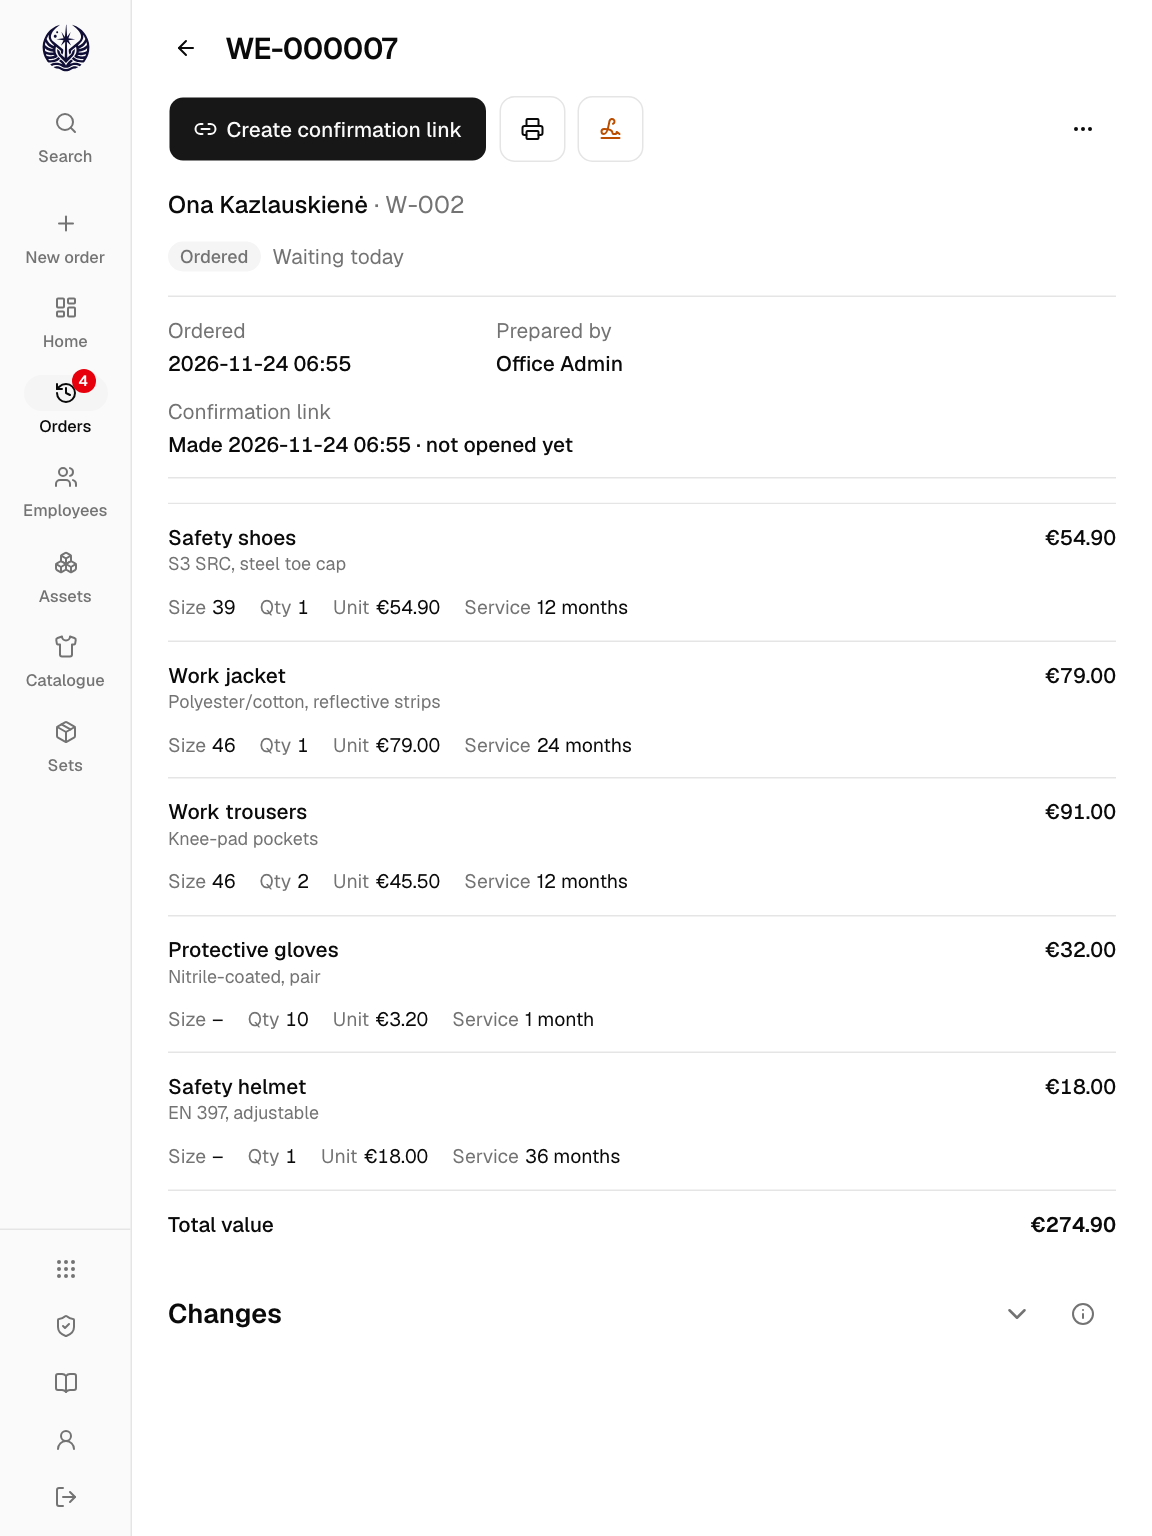 WE-000007
Create confirmation link
Ona Kazlauskienė · W-002
Ordered Waiting today
Ordered Prepared by
2026-11-24 06:55 Office Admin
Confirmation link
Made 2026-11-24 06:55 · not opened yet
Safety shoes €54.90
S3 SRC, steel toe cap
Size 39 Qty 1 Unit €54.90 Service 12 months
Work jacket €79.00
Polyester/cotton, reflective strips
Size 46 Qty 1 Unit €79.00 Service 24 months
Work trousers €91.00
Knee-pad pockets
Size 46 Qty 2 Unit €45.50 Service 12 months
Protective gloves €32.00
Nitrile-coated, pair
Size – Qty 10 Unit €3.20 Service 1 month
Safety helmet €18.00
EN 397, adjustable
Size – Qty 1 Unit €18.00 Service 36 months
Total value €274.90
Changes
Search
New order
Home
4
Orders
Employees
Assets
Catalogue
Sets